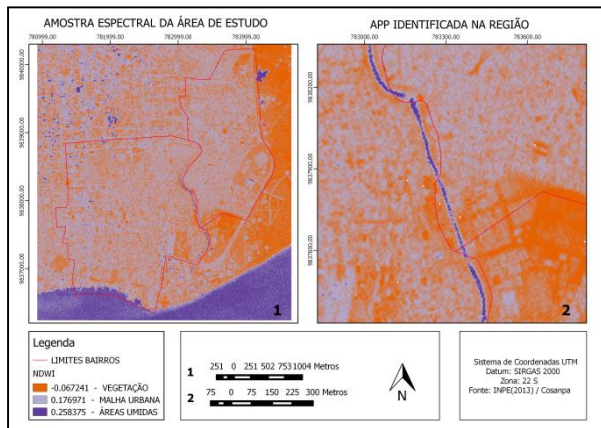 AMOSTRA ESPECTRAL DA ÁREA DE ESTUDO
780999.00 781999.00 782999.00 783999.00
9840000.00
9839000.00
9838000.00
9837000.00
1
APP IDENTIFICADA NA REGIÃO
783000.00 783300.00 783600.00
9838200.00
9837900.00
9837600.00
2
Legenda
LIMITES BAIRROS
NDWI
-0.067241 - VEGETAÇÃO
0.176971 - MALHA URBANA
0.258375 - ÁREAS UMIDAS
1 251 0 251 502 753 1004 Metros
2 75 0 75 150 225 300 Metros
N
Sistema de Coordenadas UTM
Datum: SIRGAS 2000
Zona: 22 S
Fonte: INPE(2013) / Cosanpa